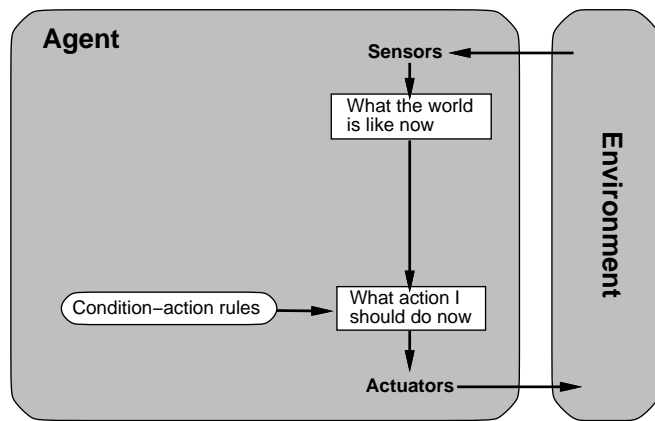 Agent
Sensors
What the world
is like now
Environment
Condition−action rules
What action I
should do now
Actuators